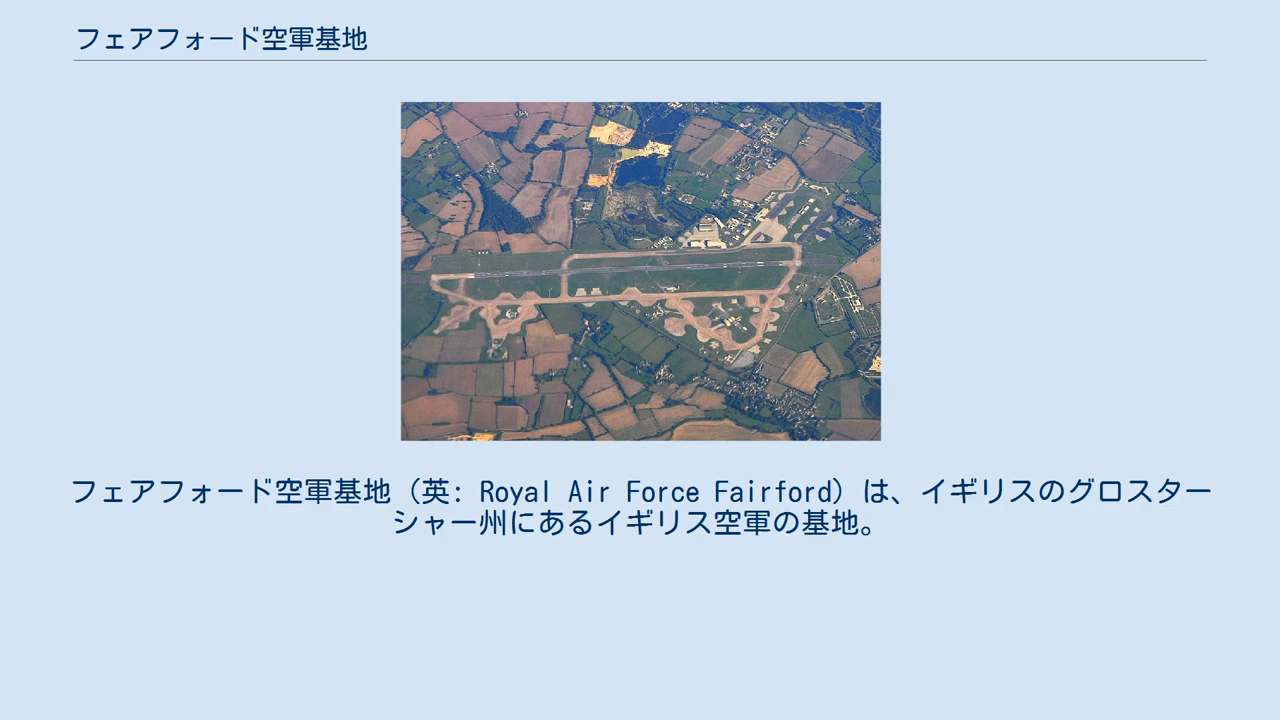 フェアフォード空軍基地
フェアフォード空軍基地（英: Royal Air Force Fairford）は、イギリスのグロスター
シャー州にあるイギリス空軍の基地。